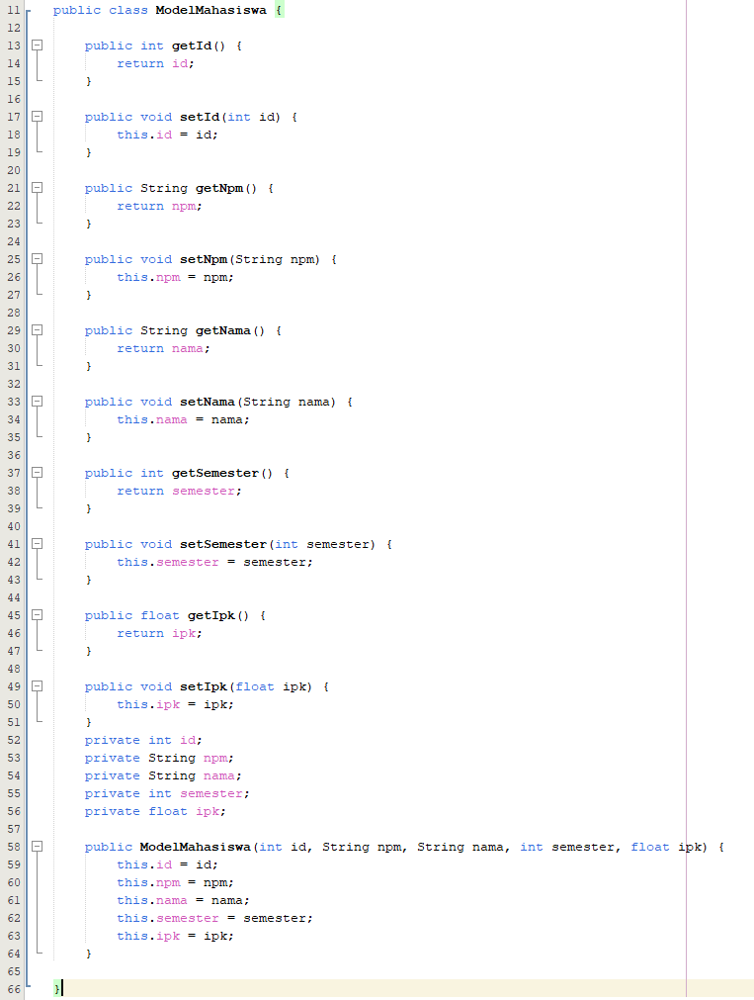 11 public class ModelMahasiswa {
12
13     public int getId() {
14         return id;
15     }
16
17     public void setId(int id) {
18         this.id = id;
19     }
20
21     public String getNpm() {
22         return npm;
23     }
24
25     public void setNpm(String npm) {
26         this.npm = npm;
27     }
28
29     public String getNama() {
30         return nama;
31     }
32
33     public void setNama(String nama) {
34         this.nama = nama;
35     }
36
37     public int getSemester() {
38         return semester;
39     }
40
41     public void setSemester(int semester) {
42         this.semester = semester;
43     }
44
45     public float getIpk() {
46         return ipk;
47     }
48
49     public void setIpk(float ipk) {
50         this.ipk = ipk;
51     }
52     private int id;
53     private String npm;
54     private String nama;
55     private int semester;
56     private float ipk;
57
58     public ModelMahasiswa(int id, String npm, String nama, int semester, float ipk) {
59         this.id = id;
60         this.npm = npm;
61         this.nama = nama;
62         this.semester = semester;
63         this.ipk = ipk;
64     }
65
66 }